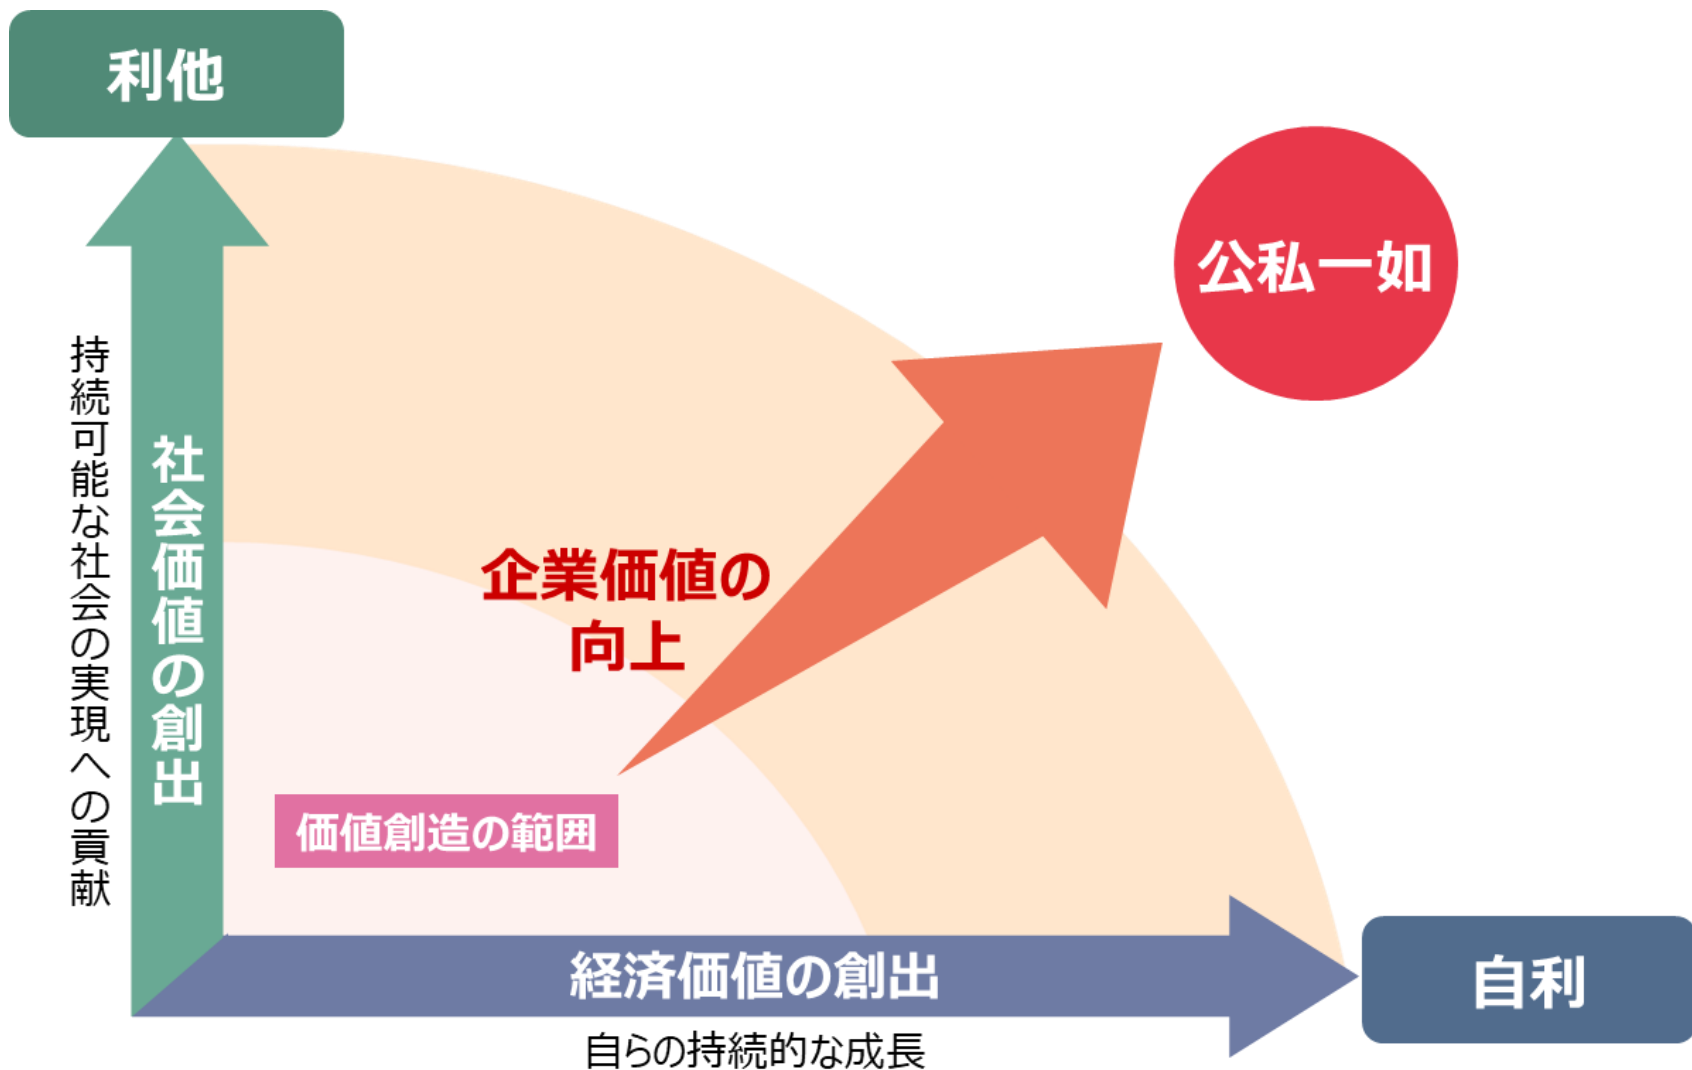 利他
公私一如
持続可能な社会の実現への貢献
社会価値の創出
企業価値の
向上
価値創造の範囲
経済価値の創出
自利
自らの持続的な成長